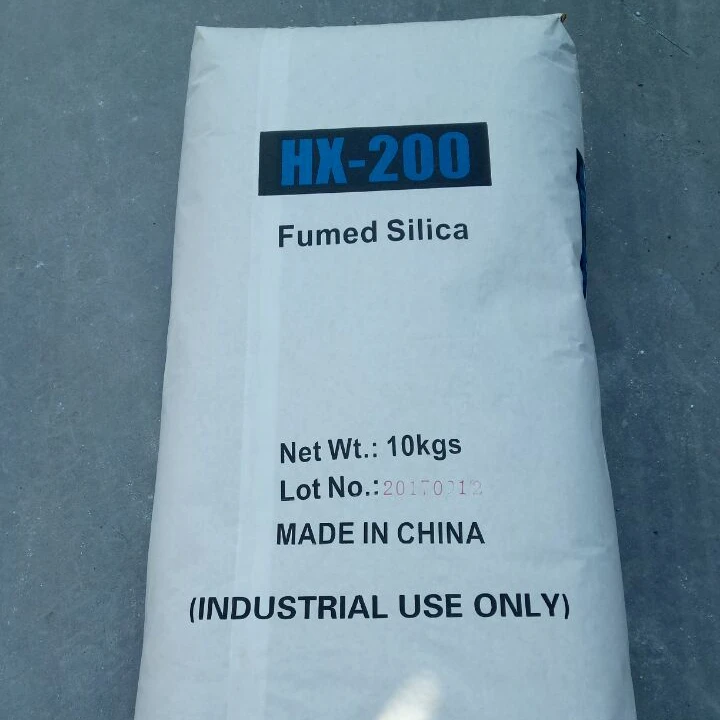 HX-200
Fumed Silica
Net Wt.: 10kgs
Lot No.:
MADE IN CHINA
(INDUSTRIAL USE ONLY)